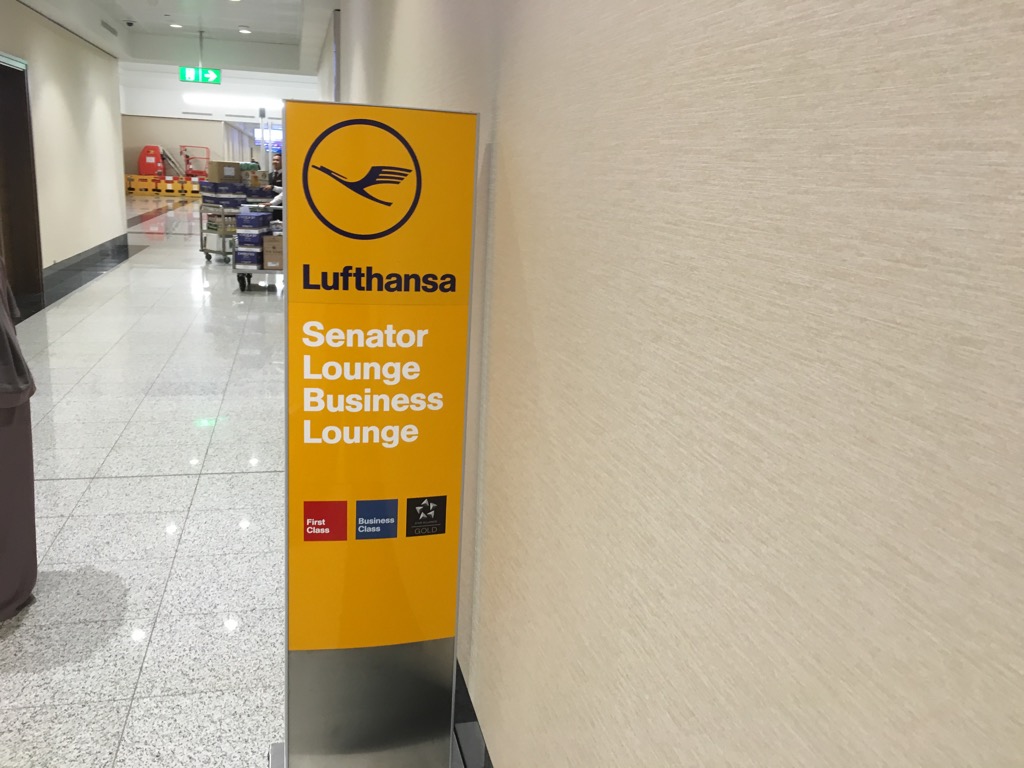 Lufthansa
Senator
Lounge
Business
Lounge
First
Class
Business
Class
GOLD